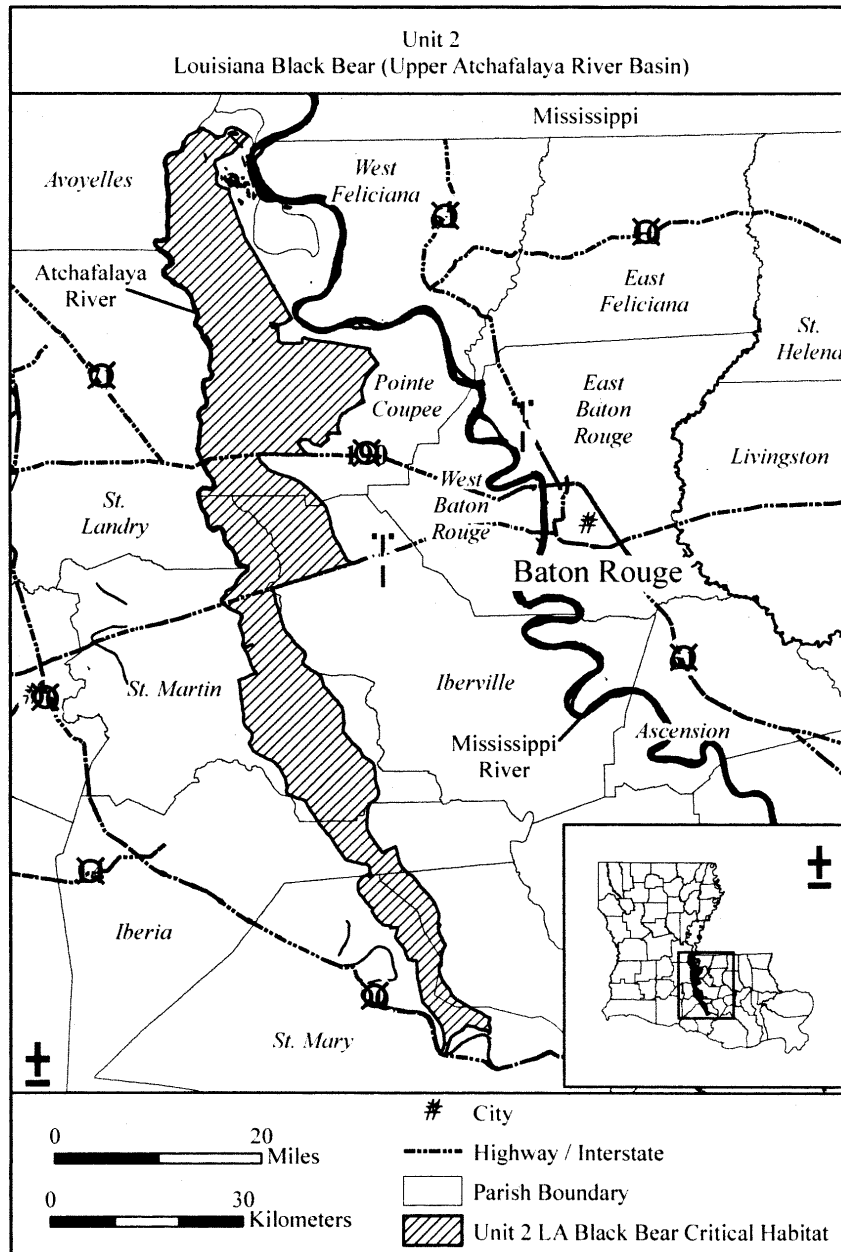 Unit 2
Louisiana Black Bear (Upper Atchafalaya River Basin)
Mississippi
Avoyelles
West
Feliciana
Atchafalaya
River
East
Feliciana
St.
Helena
Pointe
Coupee
East
Baton
Rouge
190
Livingston
St.
Landry
West
Baton
Rouge
Baton Rouge
St. Martin
Iberville
Mississippi
River
Ascension
Iberia
St. Mary
# City
0 20
Miles
Highway / Interstate
Parish Boundary
0 30
Kilometers
Unit 2 LA Black Bear Critical Habitat